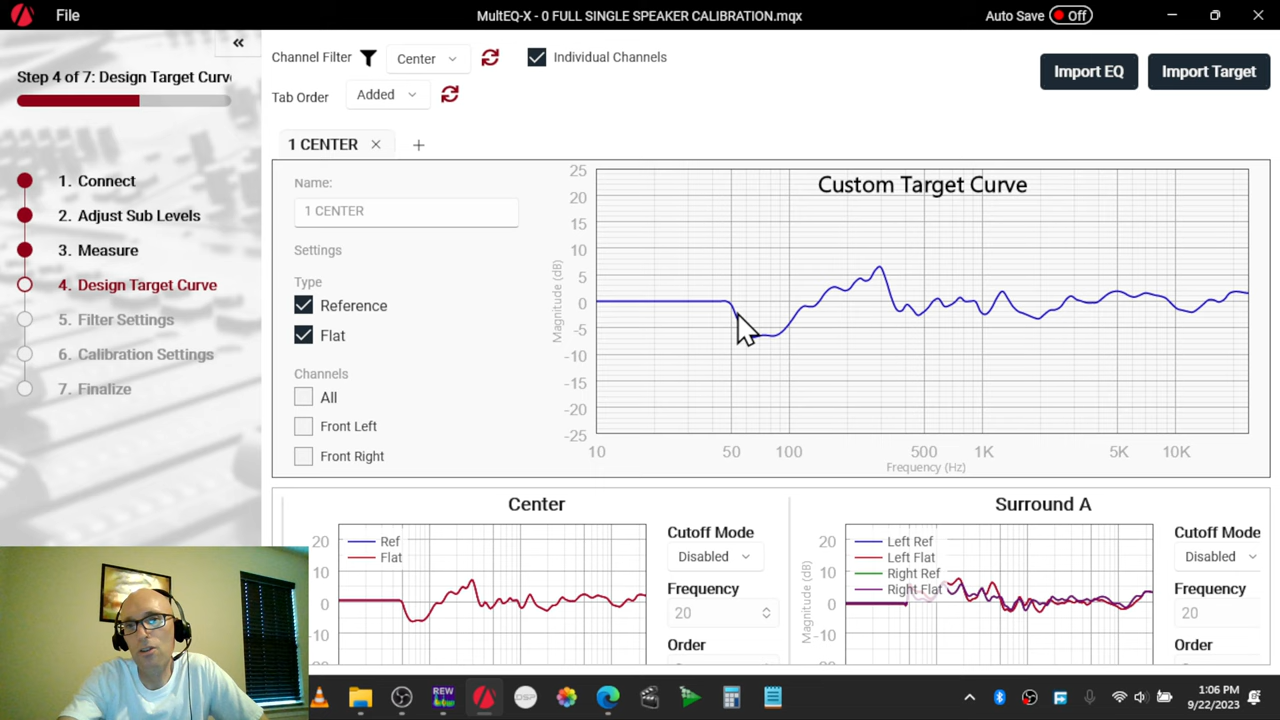 File
MultEQ-X - 0 FULL SINGLE SPEAKER CALIBRATION.mqx
Auto Save
Off
Step 4 of 7: Design Target Curv
1. Connect
2. Adjust Sub Levels
3. Measure
4. Design Target Curve
5. Filter Settings
6. Calibration Settings
7. Finalize
Channel Filter
Center
Individual Channels
Import EQ
Import Target
Tab Order
Added
1 CENTER
Name:
1 CENTER
Settings
Type
Reference
Flat
Channels
All
Front Left
Front Right
Custom Target Curve
Magnitude (dB)
25
20
15
10
5
0
-5
-10
-15
-20
-25
10
50
100
500
1K
5K
10K
Frequency (Hz)
Center
20
10
0
-10
Ref
Flat
Cutoff Mode
Disabled
Frequency
20
Order
Surround A
Magnitude (dB)
20
10
0
-10
Left Ref
Left Flat
Right Ref
Right Flat
Cutoff Mode
Disabled
Frequency
20
Order
REW
OSP
9/22/2023